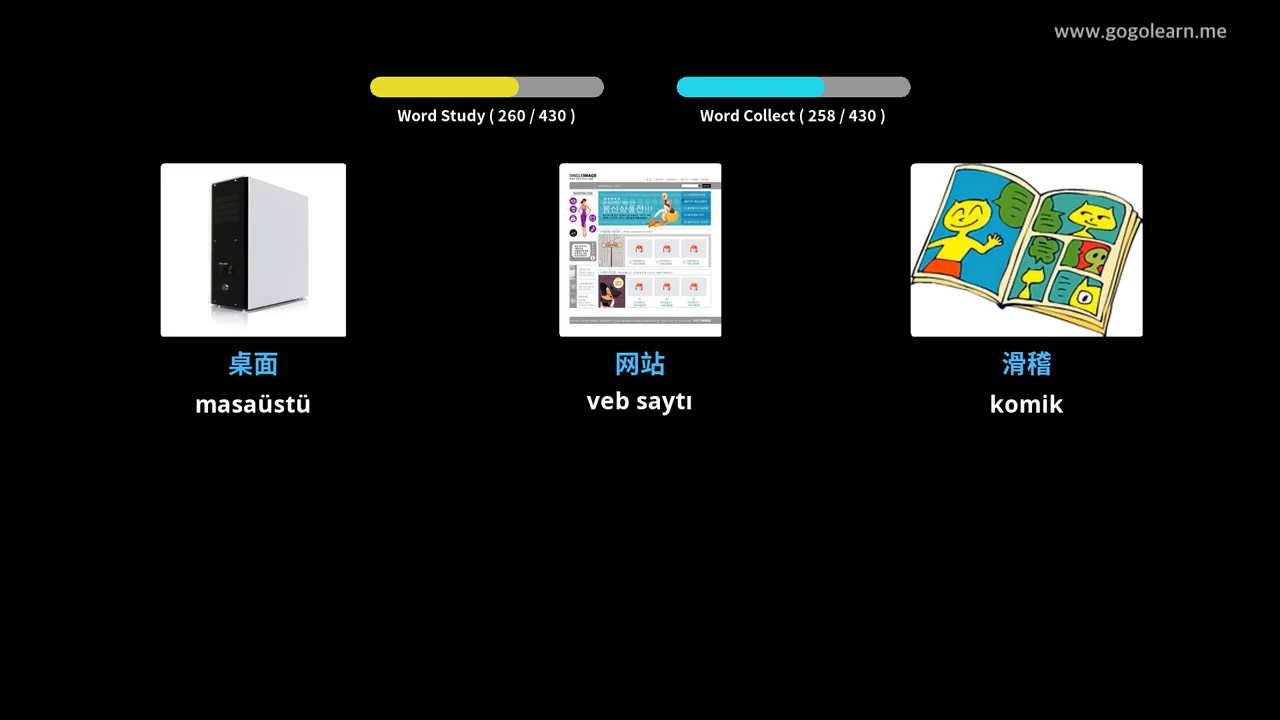 www.gogolearn.me
Word Study ( 260 / 430 )
Word Collect ( 258 / 430 )
桌面
网站
滑稽
masaüstü
veb saytı
komik